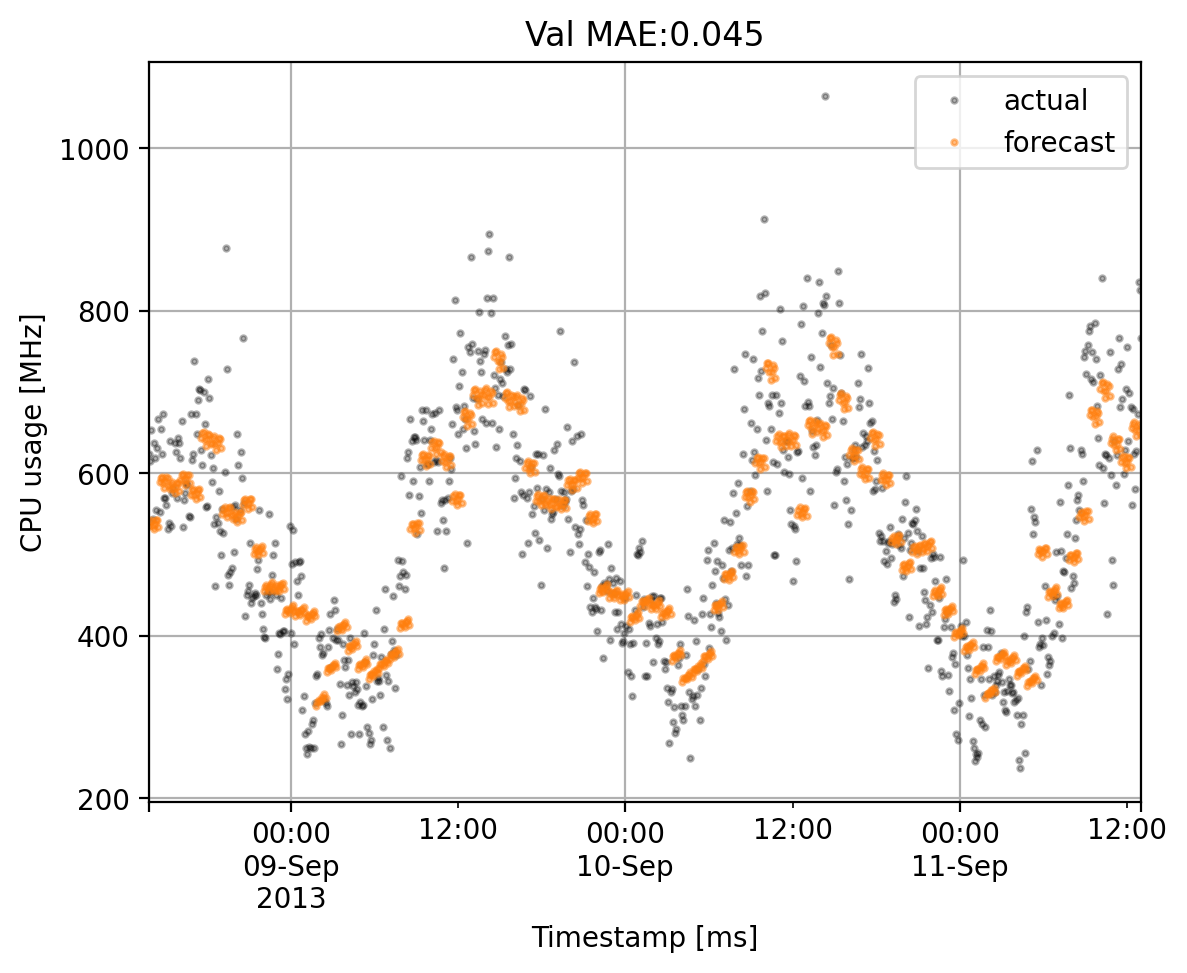 Val MAE:0.045
actual
forecast
1000
800
600
400
200
CPU usage [MHz]
00:00
09-Sep
2013
12:00
00:00
10-Sep
12:00
00:00
11-Sep
12:00
Timestamp [ms]